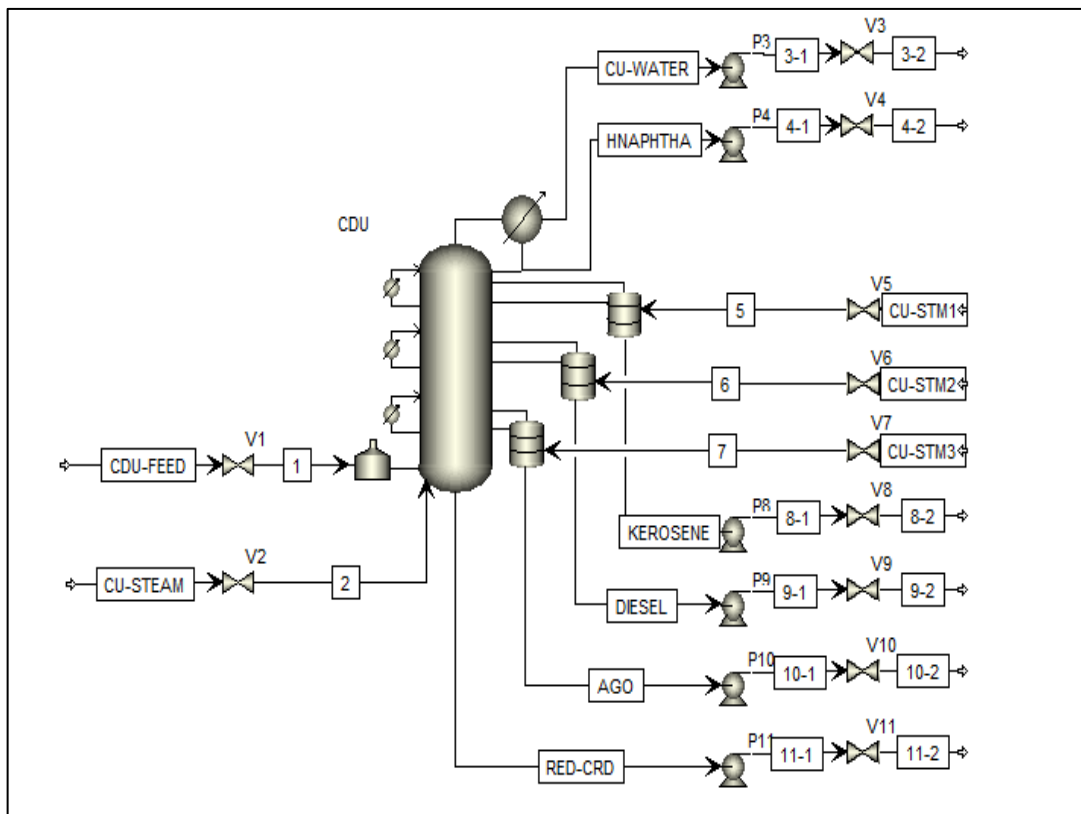 P3 3-1 V3 3-2
CU-WATER
P4 4-1 V4 4-2
HNAPHTHA
CDU
V5
5 CU-STM1
V6
6 CU-STM2
V7
7 CU-STM3
V1
CDU-FEED 1
P8 8-1 V8 8-2
KEROSENE
V2
CU-STEAM 2
P9 9-1 V9 9-2
DIESEL
P10 10-1 V10 10-2
AGO
P11 11-1 V11 11-2
RED-CRD